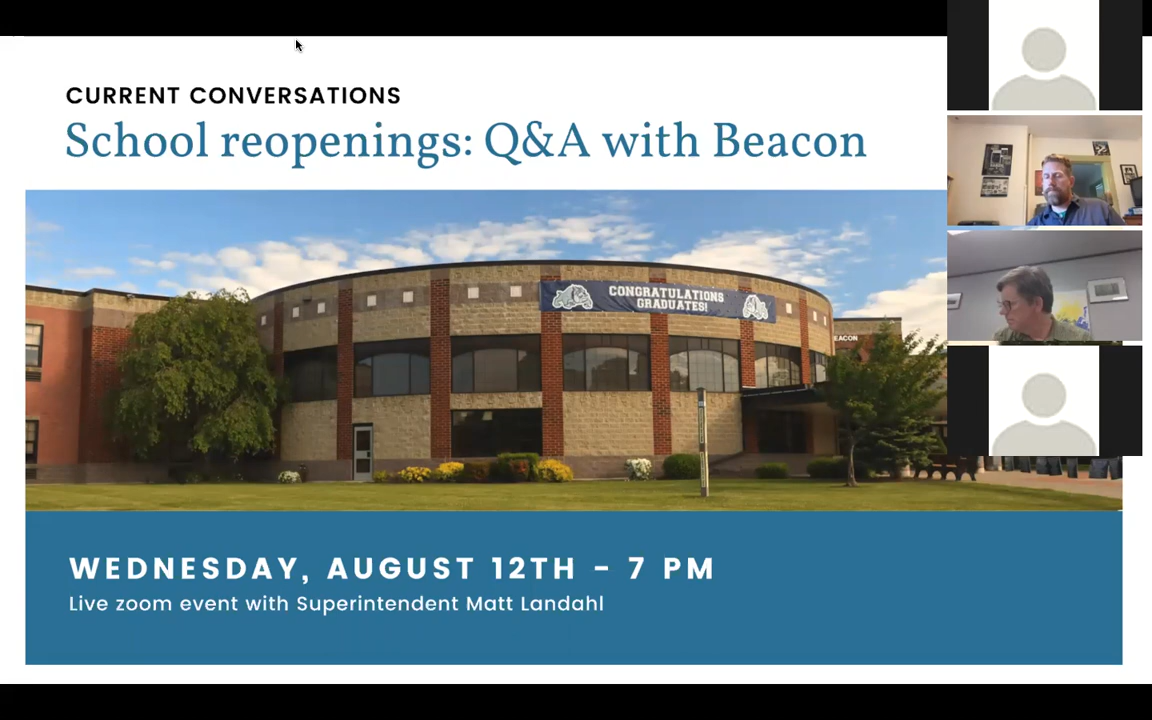 CURRENT CONVERSATIONS
School reopenings: Q&A with Beacon
CONGRATULATIONS
GRADUATES!
EACON
WEDNESDAY, AUGUST 12TH - 7 PM
Live zoom event with Superintendent Matt Landahl